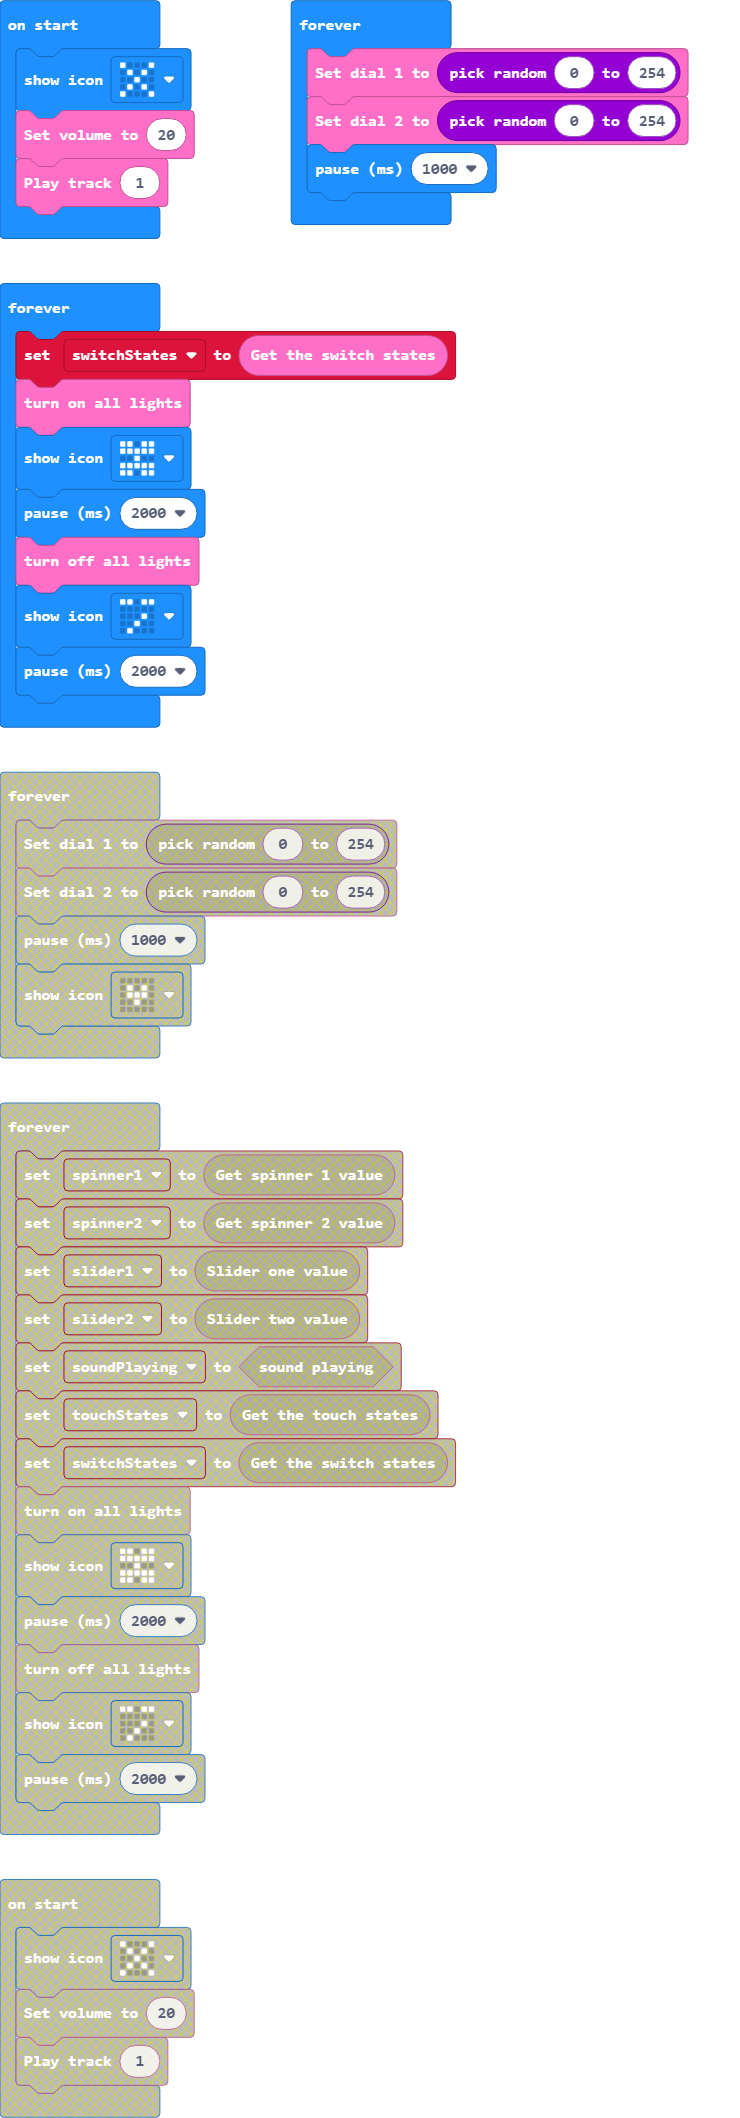 on start
show icon
Set volume to 20
Play track 1
forever
Set dial 1 to pick random 0 to 254
Set dial 2 to pick random 0 to 254
pause (ms) 1000
forever
set switchStates to Get the switch states
turn on all lights
show icon
pause (ms) 2000
turn off all lights
show icon
pause (ms) 2000
forever
Set dial 1 to pick random 0 to 254
Set dial 2 to pick random 0 to 254
pause (ms) 1000
show icon
forever
set spinner1 to Get spinner 1 value
set spinner2 to Get spinner 2 value
set slider1 to Slider one value
set slider2 to Slider two value
set soundPlaying to sound playing
set touchStates to Get the touch states
set switchStates to Get the switch states
turn on all lights
show icon
pause (ms) 2000
turn off all lights
show icon
pause (ms) 2000
on start
show icon
Set volume to 20
Play track 1